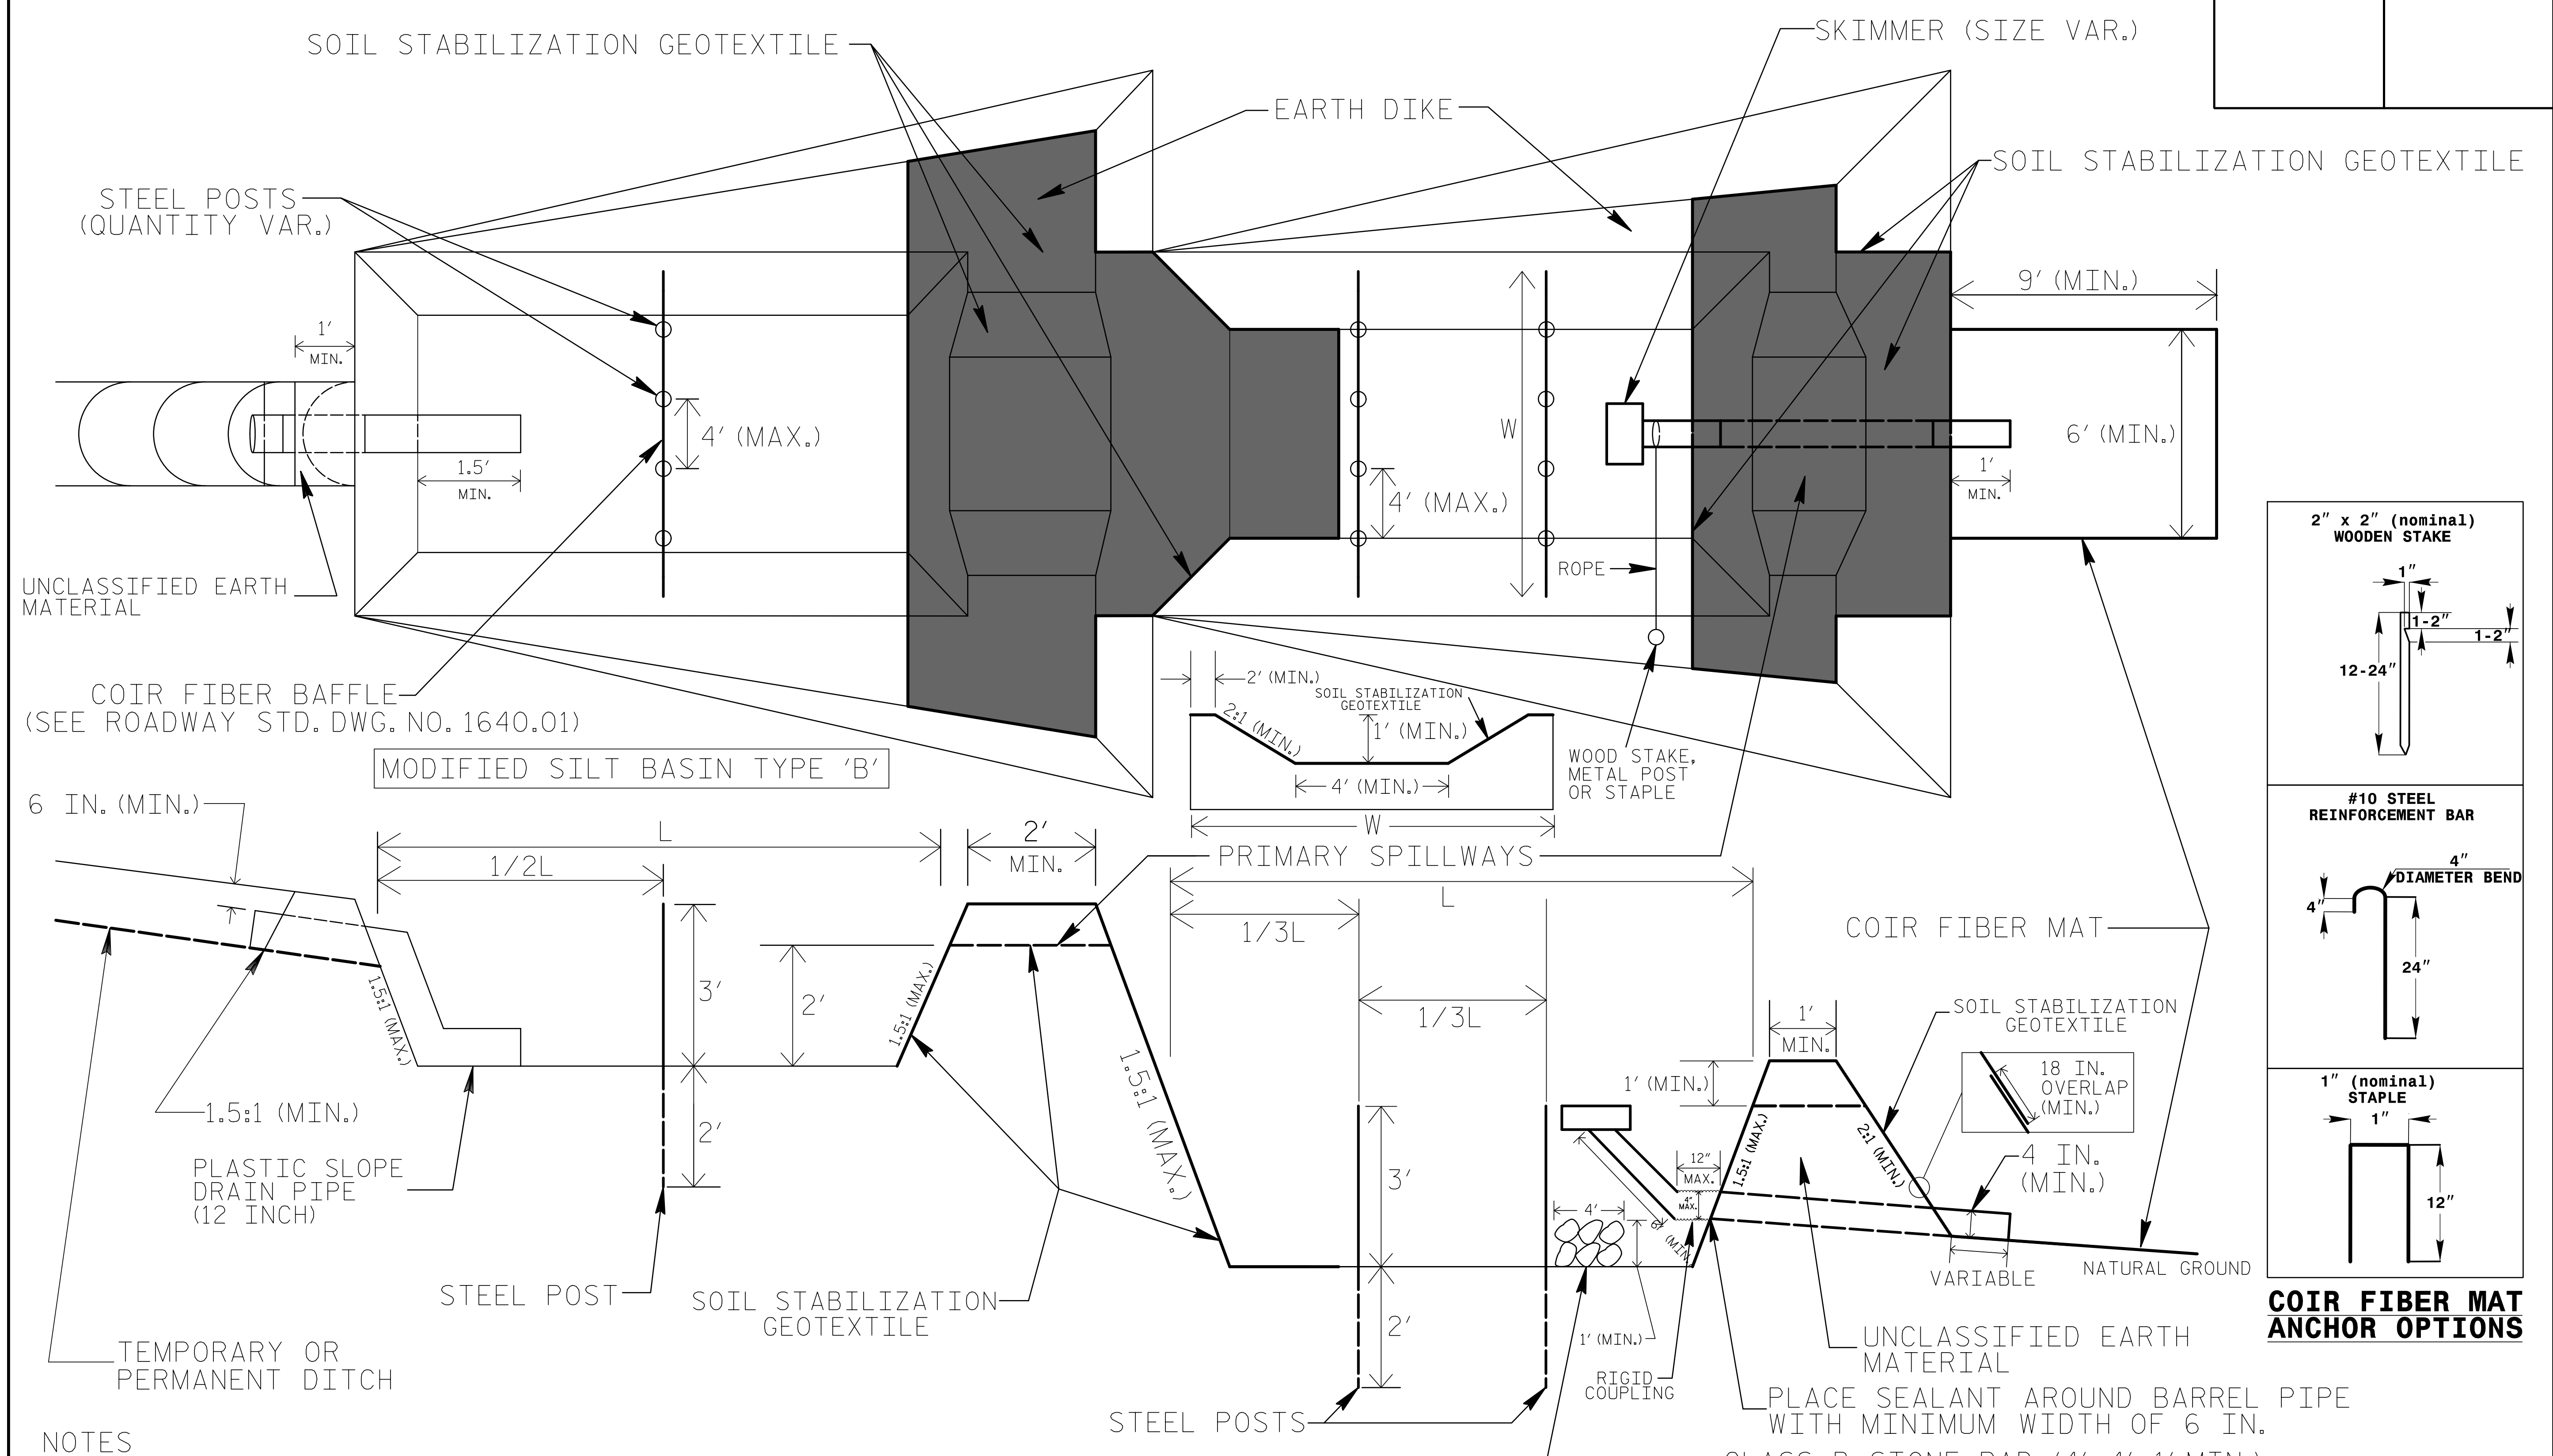 SOIL STABILIZATION GEOTEXTILE
SKIMMER (SIZE VAR.)
EARTH DIKE
SOIL STABILIZATION GEOTEXTILE
STEEL POSTS
(QUANTITY VAR.)
9' (MIN.)
1'
MIN.
4' (MAX.)
W
6' (MIN.)
1.5'
MIN.
4' (MAX.)
1'
MIN.
UNCLASSIFIED EARTH
MATERIAL
ROPE
COIR FIBER BAFFLE
(SEE ROADWAY STD. DWG. NO. 1640.01)
MODIFIED SILT BASIN TYPE 'B'
2' (MIN.)
SOIL STABILIZATION
GEOTEXTILE
2:1 (MIN.)
1' (MIN.)
4' (MIN.)
W
WOOD STAKE,
METAL POST
OR STAPLE
2" x 2" (nominal)
WOODEN STAKE
1"
1-2"
1-2"
12-24"
#10 STEEL
REINFORCEMENT BAR
4"
DIAMETER BEND
4"
24"
1" (nominal)
STAPLE
1"
12"
COIR FIBER MAT
ANCHOR OPTIONS
6 IN. (MIN.)
L
1/2L
2'
MIN.
PRIMARY SPILLWAYS
L
1/3L
1/3L
COIR FIBER MAT
1.5:1 (MAX.)
3'
2'
2'
1.5:1 (MAX.)
1.5:1 (MAX.)
1.5:1 (MIN.)
PLASTIC SLOPE
DRAIN PIPE
(12 INCH)
STEEL POST
SOIL STABILIZATION
GEOTEXTILE
TEMPORARY OR
PERMANENT DITCH
3'
2'
STEEL POSTS
1'
MIN.
1' (MIN.)
SOIL STABILIZATION
GEOTEXTILE
18 IN.
OVERLAP
(MIN.)
12"
MAX.
4"
MAX.
1.5:1 (MAX.)
2:1 (MIN.)
4 IN.
(MIN.)
4'
6' (MIN.
1' (MIN.)
VARIABLE
NATURAL GROUND
RIGID
COUPLING
UNCLASSIFIED EARTH
MATERIAL
PLACE SEALANT AROUND BARREL PIPE
WITH MINIMUM WIDTH OF 6 IN.
NOTES